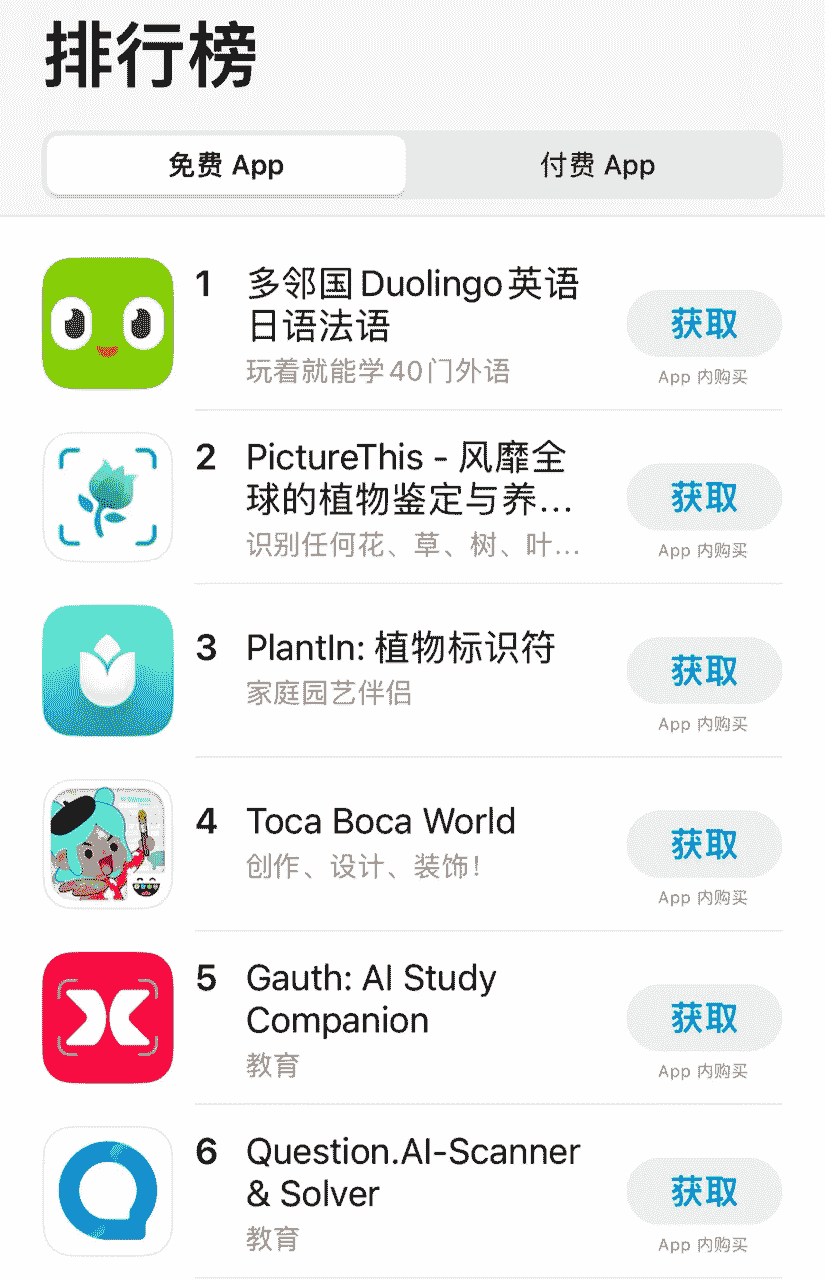 排行榜
免费 App
付费 App
1
多邻国 Duolingo 英语
日语法语
玩着就能学40门外语
获取
App 内购买
2
PictureThis - 风靡全
球的植物鉴定与养...
识别任何花、草、树、叶...
获取
App 内购买
3
PlantIn: 植物标识符
家庭园艺伴侣
获取
App 内购买
4
Toca Boca World
创作、设计、装饰！
获取
App 内购买
5
Gauth: AI Study
Companion
教育
获取
App 内购买
6
Question.AI-Scanner
& Solver
教育
获取
App 内购买